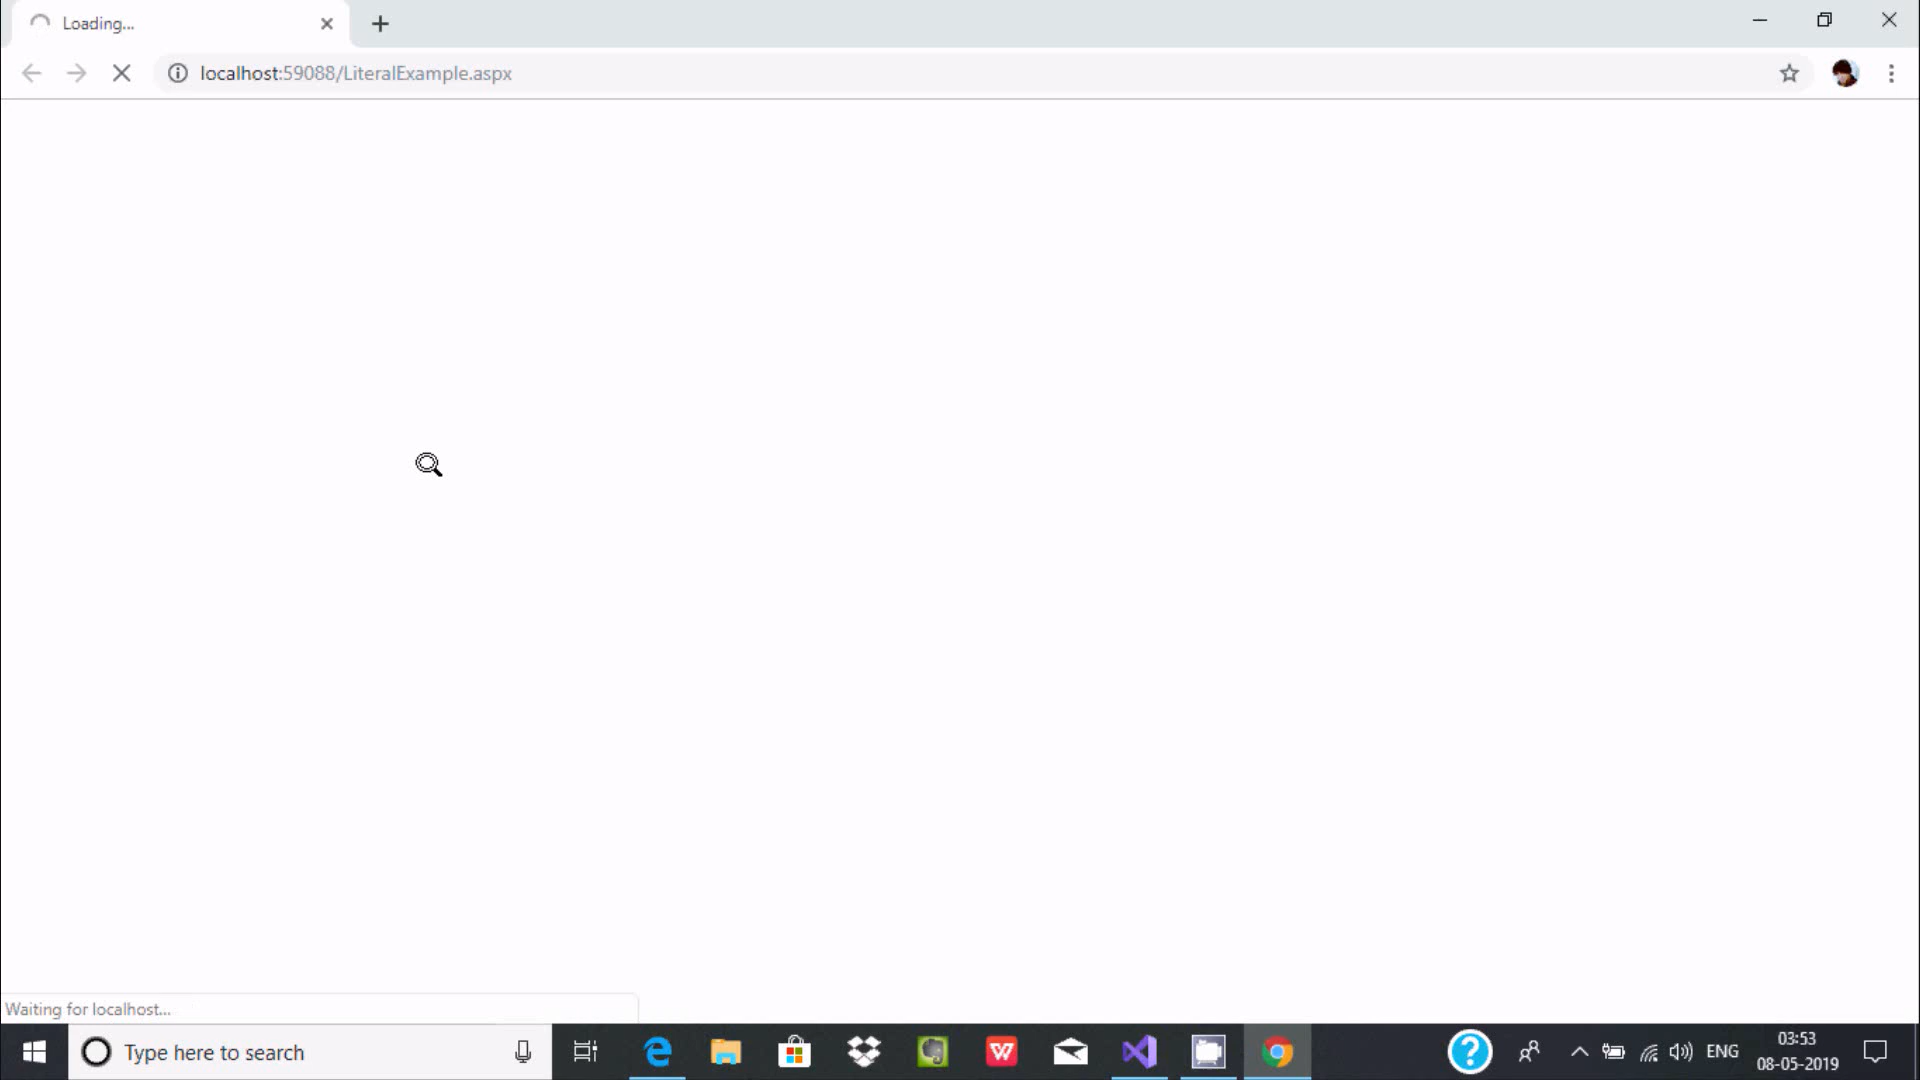 Loading...
localhost:59088/LiteralExample.aspx
Waiting for localhost...
Type here to search
W
?
ENG
03:53
08-05-2019